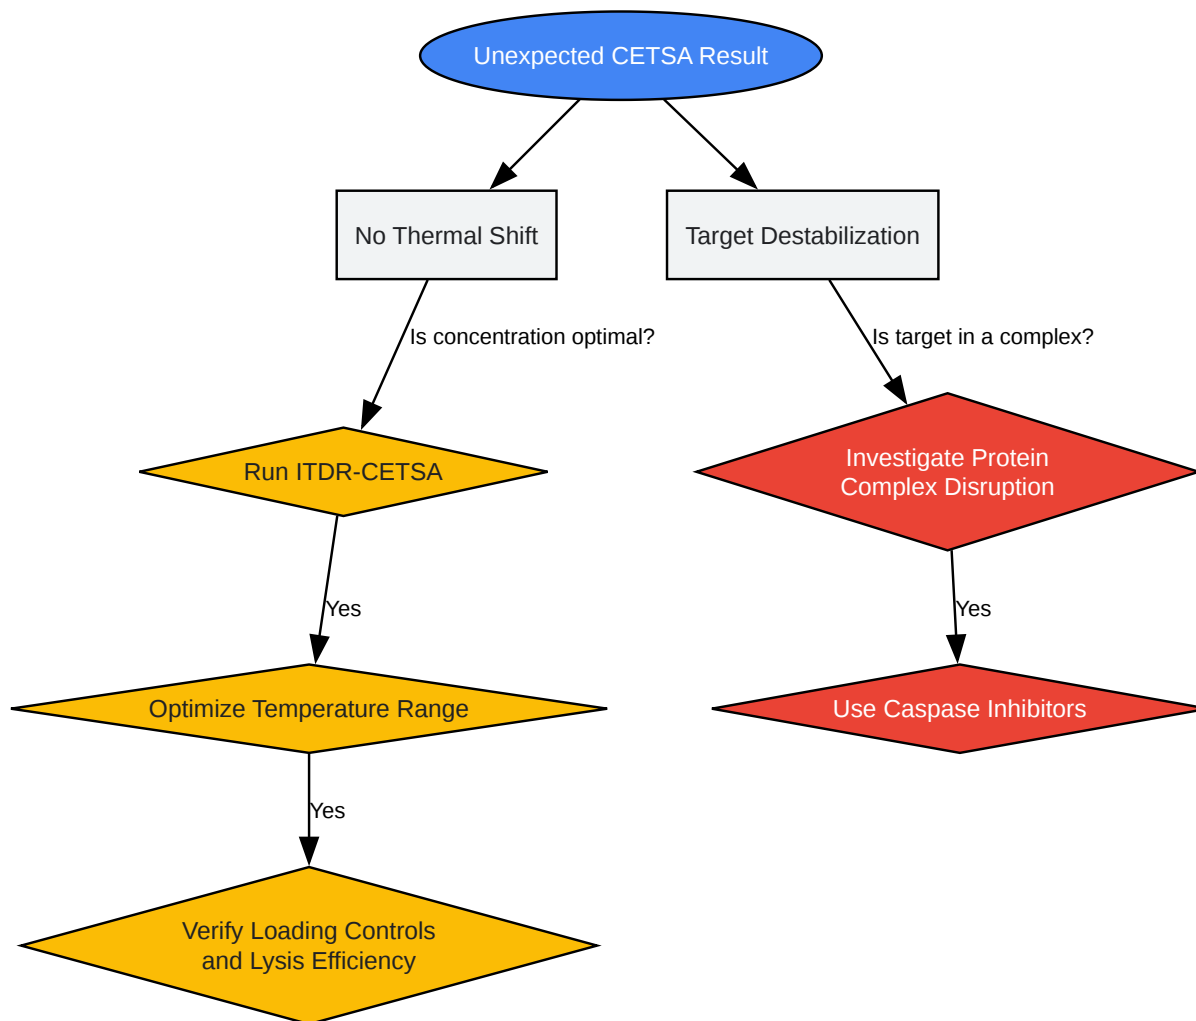 Unexpected CETSA Result
No Thermal Shift
Target Destabilization
Is concentration optimal?
Is target in a complex?
Run ITDR-CETSA
Investigate Protein
Complex Disruption
Yes
Yes
Optimize Temperature Range
Use Caspase Inhibitors
Yes
Verify Loading Controls
and Lysis Efficiency